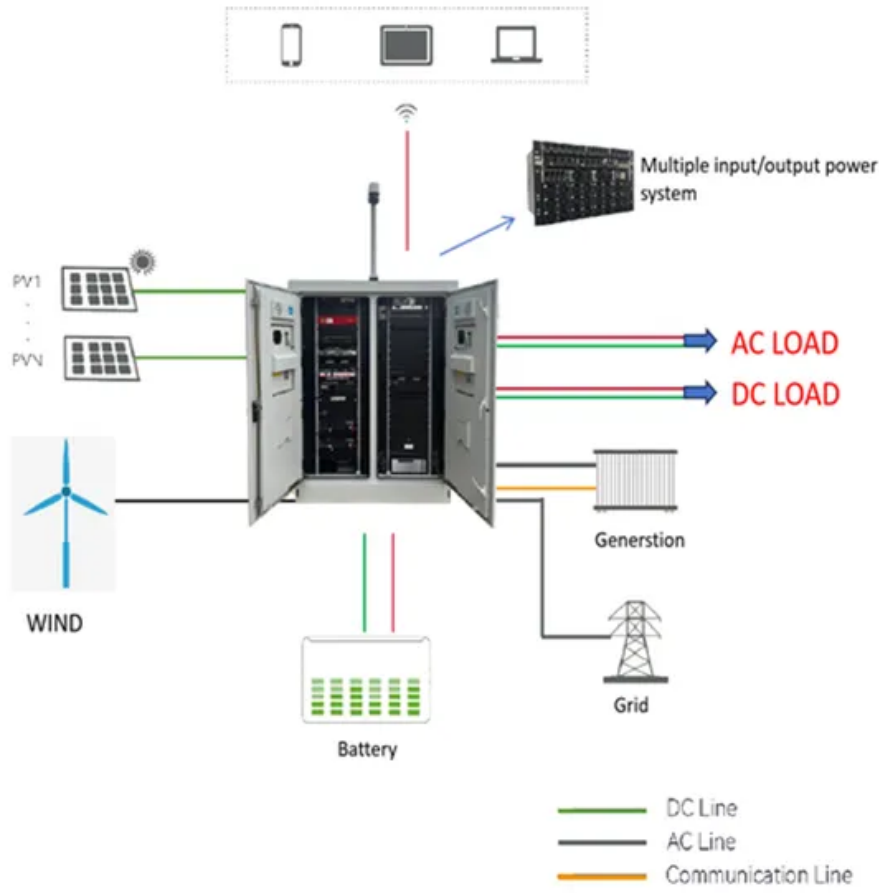 Multiple input/output power
system
PV1
PVN
AC LOAD
DC LOAD
WIND
Generstion
Grid
Battery
DC Line
AC Line
Communication Line